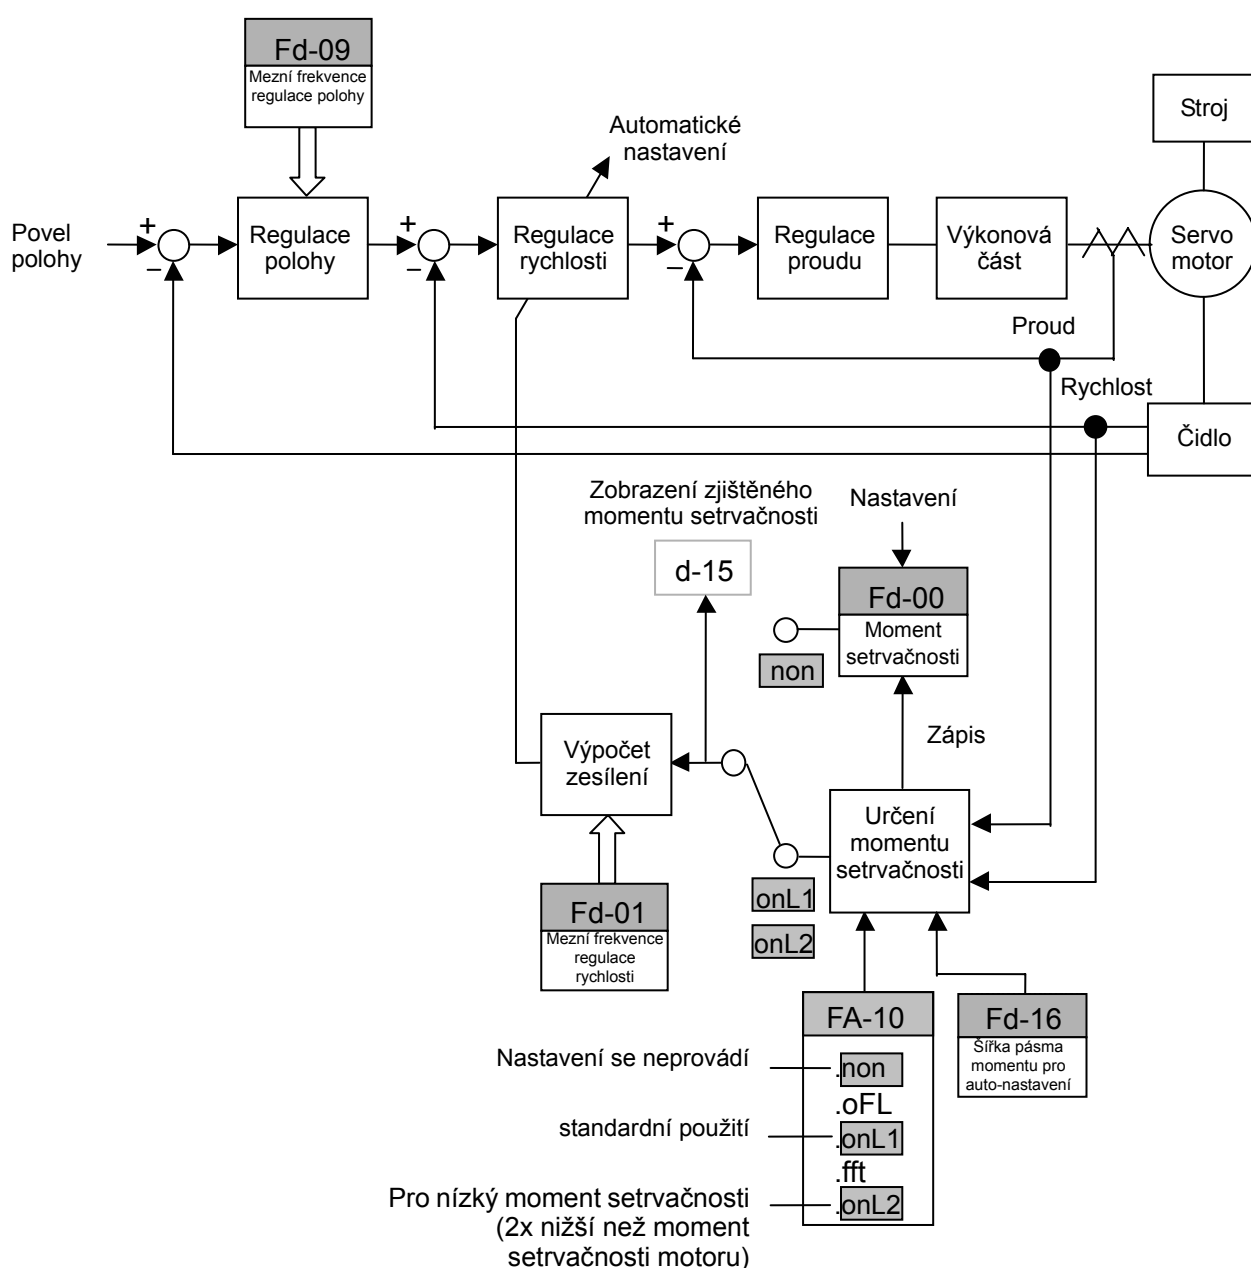 Fd-09
Mezní frekvence
regulace polohy
Stroj
Automatické
nastavení
Povel
polohy
+
−
Regulace
polohy
+
−
Regulace
rychlosti
+
−
Regulace
proudu
Výkonová
část
Servo
motor
Proud
Rychlost
Čidlo
Zobrazení zjištěného
momentu setrvačnosti
d-15
Nastavení
Fd-00
Moment
setrvačnosti
non
Zápis
Výpočet
zesílení
Určení
momentu
setrvačnosti
onL1
onL2
Fd-01
Mezní frekvence
regulace
rychlosti
FA-10
.non
.oFL
.onL1
.fft
.onL2
Fd-16
Šířka pásma
momentu pro
auto-nastavení
Nastavení se neprovádí
standardní použití
Pro nízký moment setrvačnosti
(2x nižší než moment
setrvačnosti motoru)